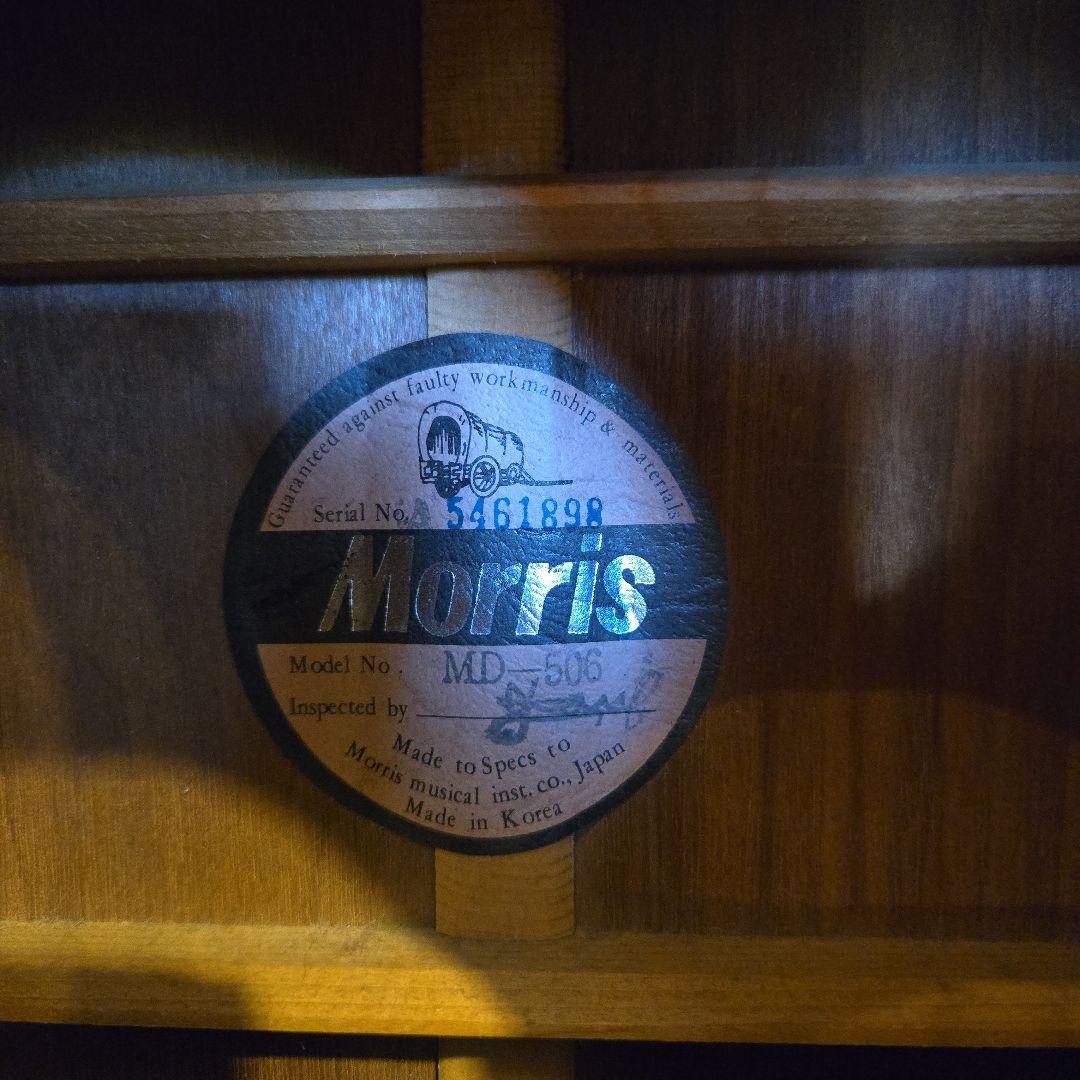 Guaranteed against faulty workmanship & materials
Serial No. A 5461898
Morris
Model No. MD-506
Inspected by
Made to Specs to
Morris musical inst. co., Japan
Made in Korea